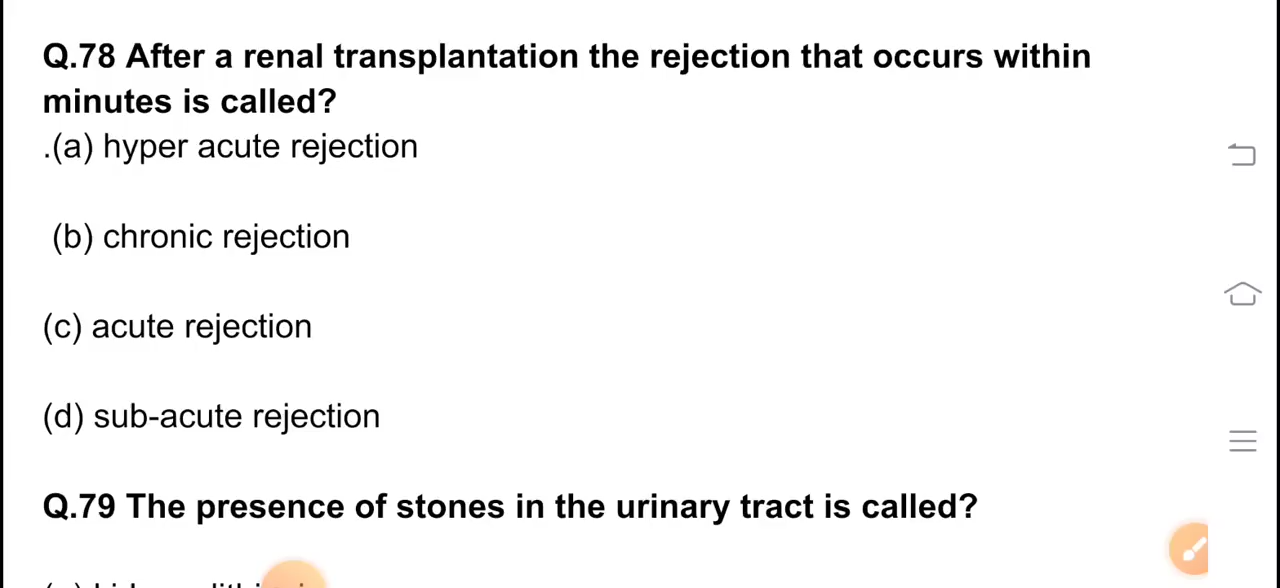 Q.78 After a renal transplantation the rejection that occurs within
minutes is called?
.(a) hyper acute rejection
(b) chronic rejection
(c) acute rejection
(d) sub-acute rejection
Q.79 The presence of stones in the urinary tract is called?